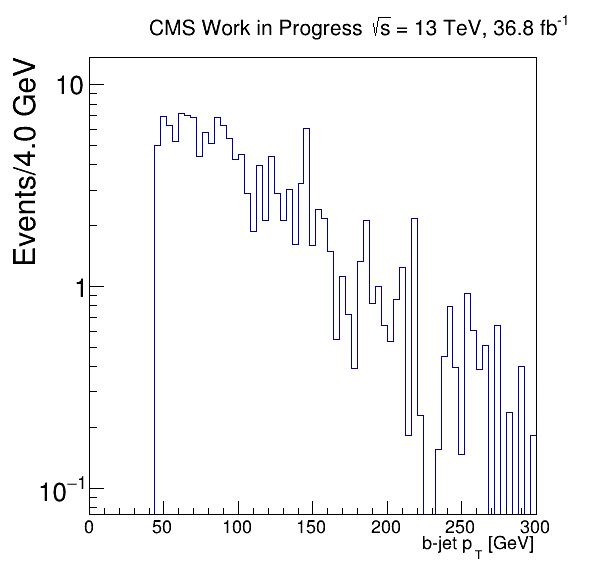 CMS Work in Progress √s = 13 TeV, 36.8 fb⁻¹
Events/4.0 GeV
10
1
10⁻¹
0 50 100 150 200 250 300
b-jet p_T [GeV]